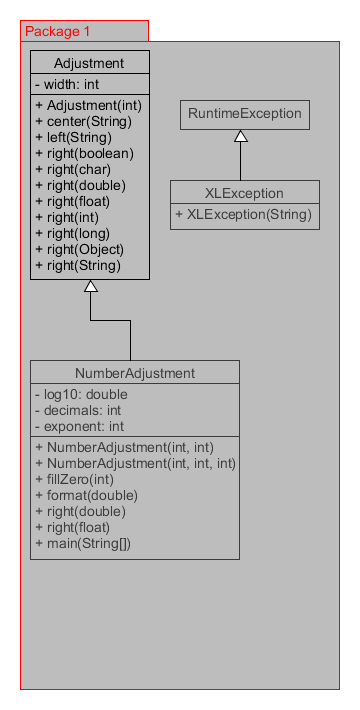 Package 1
Adjustment
- width: int
+ Adjustment(int)
+ center(String)
+ left(String)
+ right(boolean)
+ right(char)
+ right(double)
+ right(float)
+ right(int)
+ right(long)
+ right(Object)
+ right(String)
RuntimeException
XLException
+ XLException(String)
NumberAdjustment
- log10: double
- decimals: int
- exponent: int
+ NumberAdjustment(int, int)
+ NumberAdjustment(int, int, int)
+ fillZero(int)
+ format(double)
+ right(double)
+ right(float)
+ main(String[])